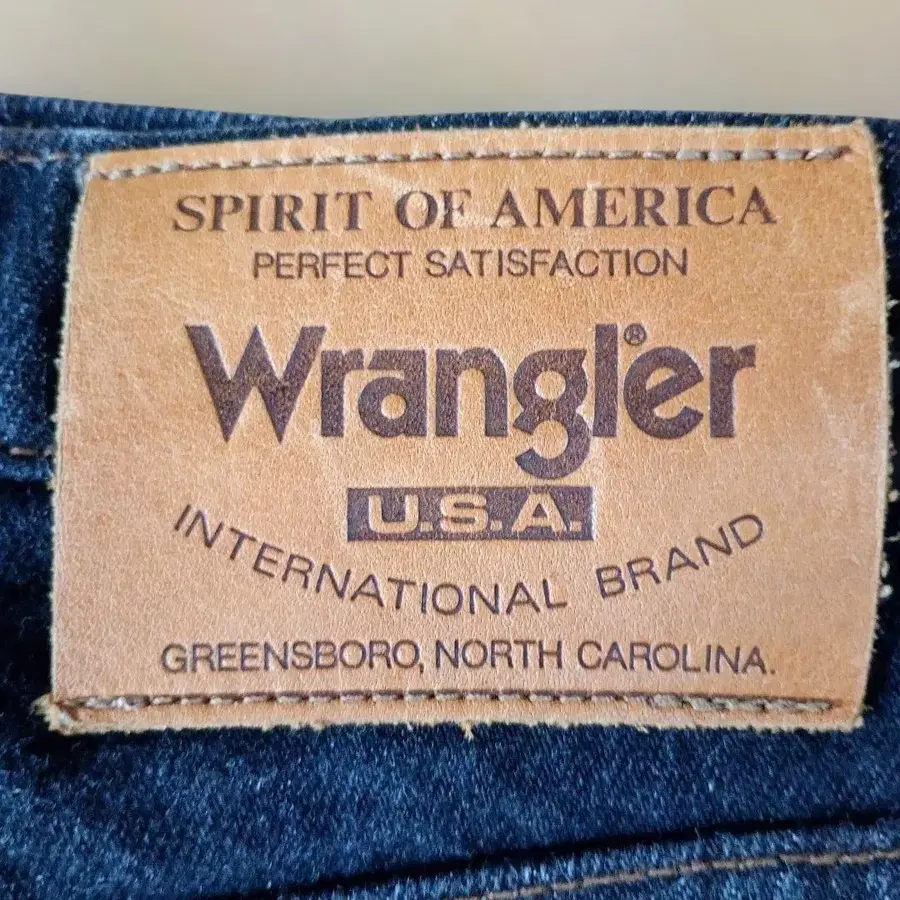 SPIRIT OF AMERICA
PERFECT SATISFACTION
Wrangler®
U.S.A.
INTERNATIONAL BRAND
GREENSBORO, NORTH CAROLINA.